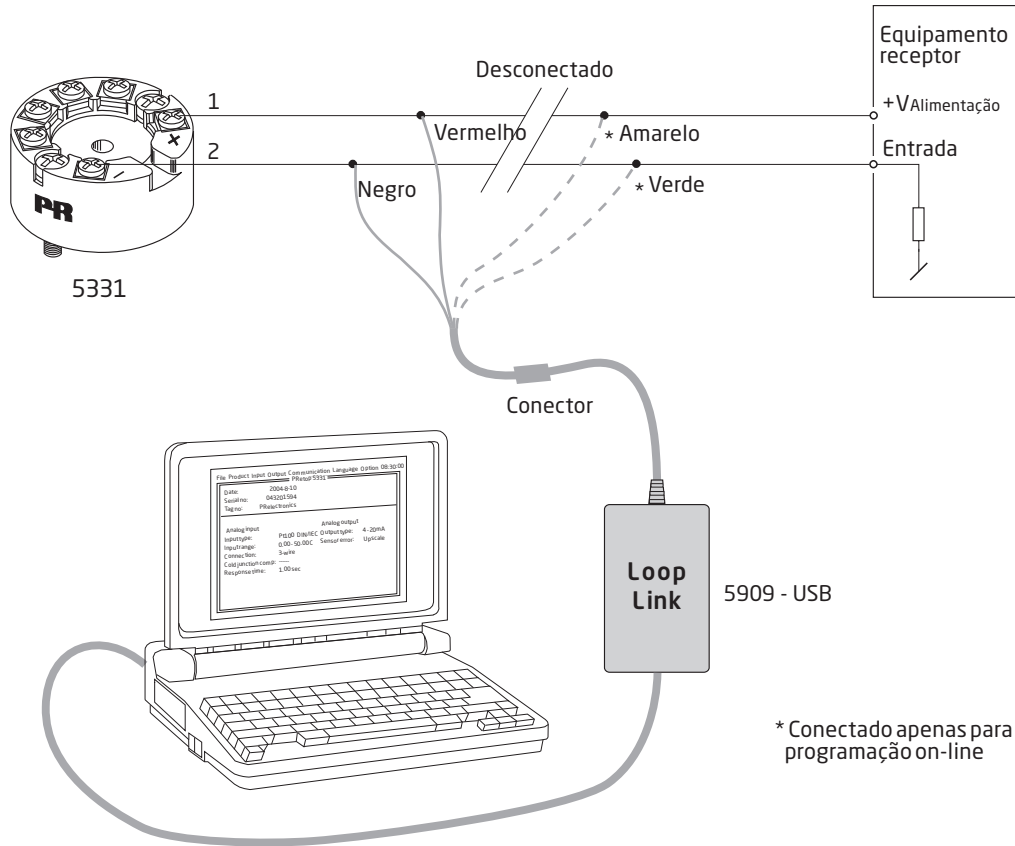 Equipamento
receptor
Desconectado
1
+VAlimentação
Vermelho
* Amarelo
2
Entrada
Negro
* Verde
PR
+
-
5331
Conector
File Product Input Output Communication Language Option 08:30:00
PRetop 5331
Date: 2004-8-10
Serial no: 043201594
Tag no: PRelectronics
Analog input
Analog output
Input type: Pt100 DIN/IEC Output type: 4-20mA
Input range: 0.00-50.00C Sensor error: Upscale
Connection: 3-wire
Cold junction comp: ----
Response time: 1.00 sec
Loop
Link
5909 - USB
* Conectado apenas para
programação on-line